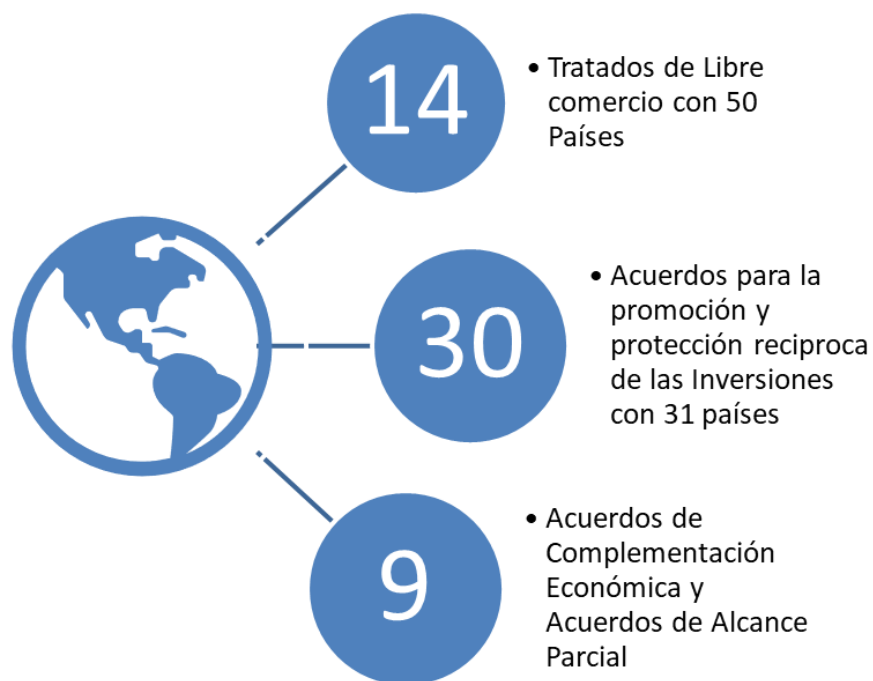 14
• Tratados de Libre
comercio con 50
Países
30
• Acuerdos para la
promoción y
protección reciproca
de las Inversiones
con 31 países
9
• Acuerdos de
Complementación
Económica y
Acuerdos de Alcance
Parcial